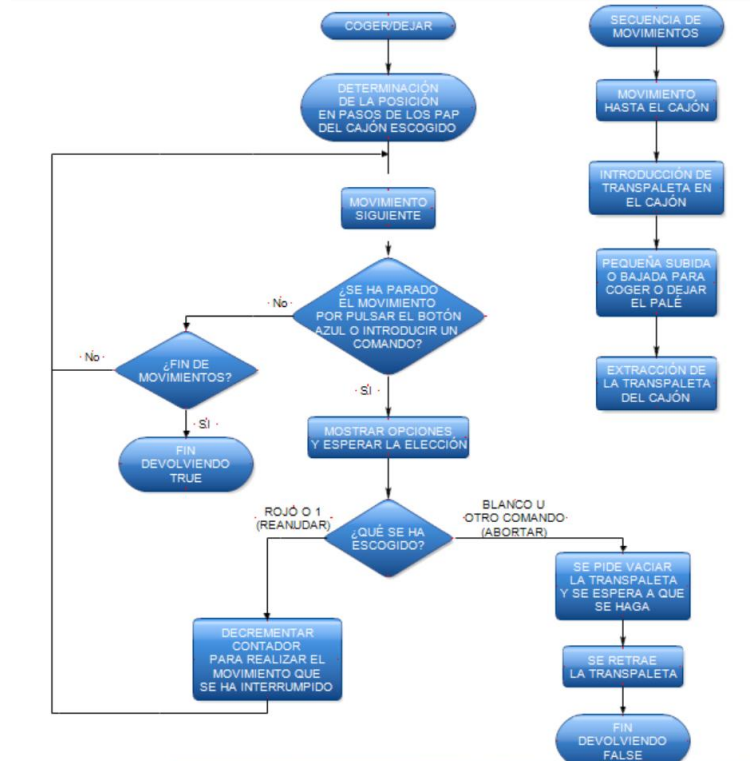 COGER/DEJAR
DETERMINACIÓN
DE LA POSICIÓN
EN PASOS DE LOS PAP
DEL CAJÓN ESCOGIDO
MOVIMIENTO
SIGUIENTE
¿SE HA PARADO
EL MOVIMIENTO
POR PULSAR EL BOTÓN
AZUL O INTRODUCIR UN
COMANDO?
No
¿FIN DE
MOVIMIENTOS?
No
SI
FIN
DEVOLVIENDO
TRUE
SI
MOSTRAR OPCIONES
Y ESPERAR LA ELECCIÓN
¿QUÉ SE HA
ESCOGIDO?
ROJO O 1
(REANUDAR)
DECREMENTAR
CONTADOR
PARA REALIZAR EL
MOVIMIENTO QUE
SE HA INTERRUMPIDO
BLANCO U
OTRO COMANDO
(ABORTAR)
SE PIDE VACIAR
LA TRANSPALETA
Y SE ESPERA A QUE
SE HAGA
SE RETRAE
LA TRANSPALETA
FIN
DEVOLVIENDO
FALSE
SECUENCIA DE
MOVIMIENTOS
MOVIMIENTO
HASTA EL CAJÓN
INTRODUCCIÓN DE
TRANSPALETA EN
EL CAJÓN
PEQUEÑA SUBIDA
O BAJADA PARA
COGER O DEJAR
EL PALÉ
EXTRACCIÓN DE
LA TRANSPALETA
DEL CAJÓN